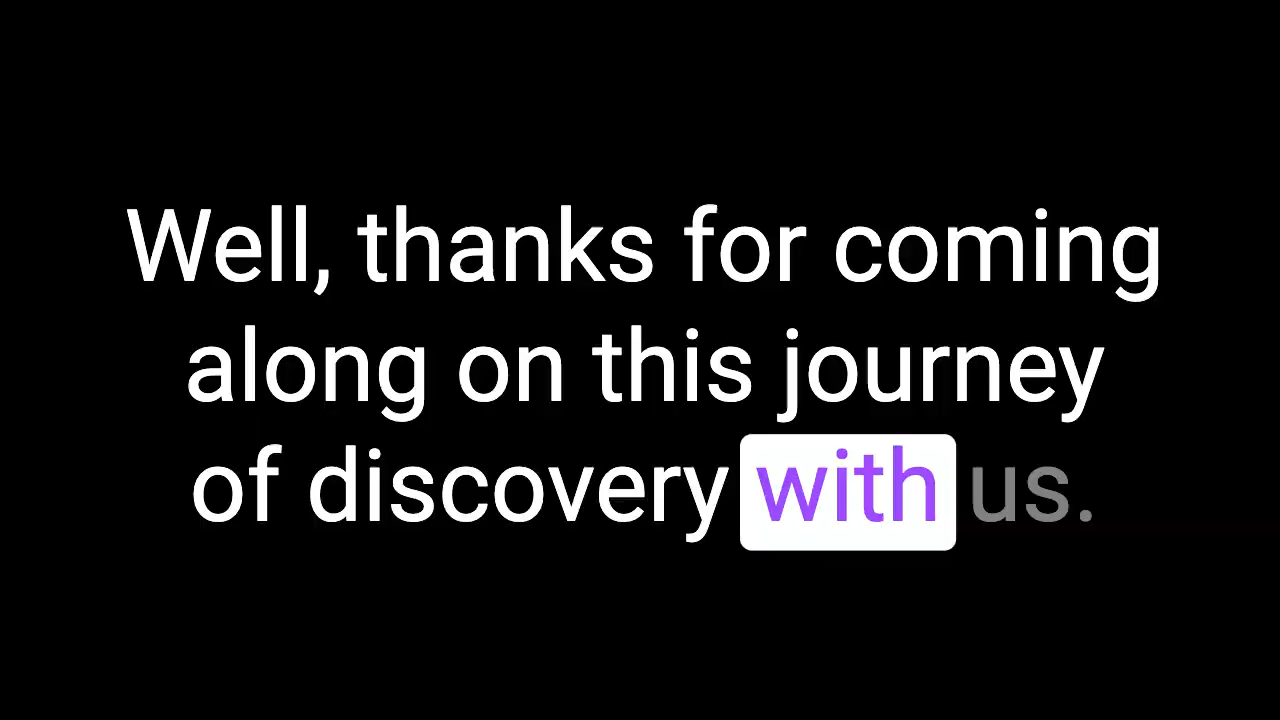 Well, thanks for coming
along on this journey
of discovery with us.